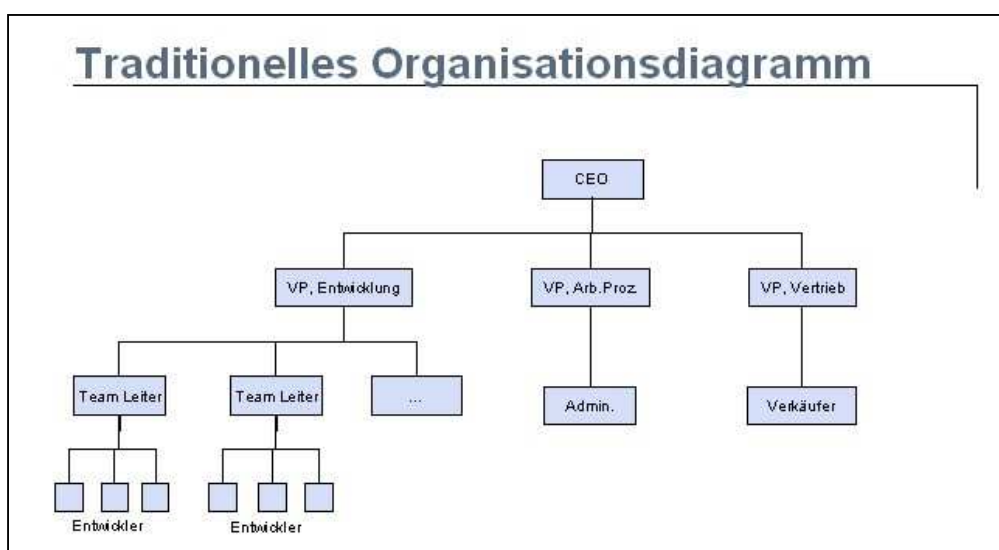 Traditionelles Organisationsdiagramm
CEO
VP, Entwicklung
VP, Arb.Proz.
VP, Vertrieb
Team Leiter
Team Leiter
...
Admin.
Verkäufer
Entwickler
Entwickler